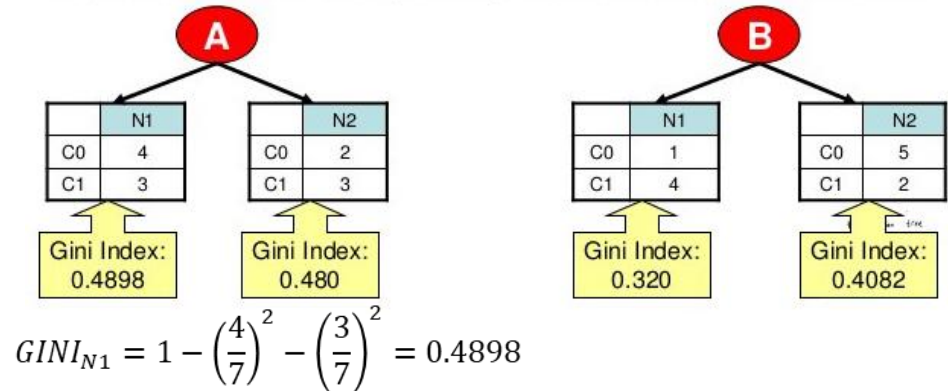 A B
N1 N2 N1 N2
C0 4 C0 2 C0 1 C0 5
C1 3 C1 3 C1 4 C1 2
Gini Index: Gini Index: Gini Index: Gini Index:
0.4898 0.480 0.320 0.4082
GINI_{N1} = 1 − (4/7)^2 − (3/7)^2 = 0.4898